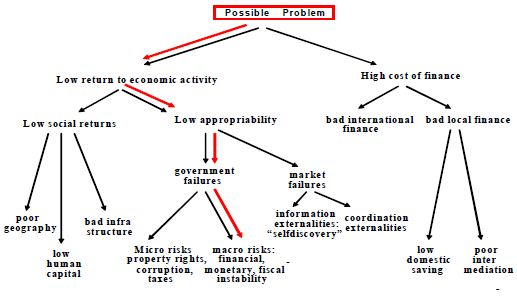 Possible Problem
Low return to economic activity
High cost of finance
Low social returns
Low appropriability
bad international
finance
bad local finance
government
failures
market
failures
poor
geography
low
human
capital
bad infra
structure
Micro risks
property rights,
corruption,
taxes
macro risks:
financial,
monetary, fiscal
instability
information
externalities:
“selfdiscovery”
coordination
externalities
low
domestic
saving
poor
inter
mediation